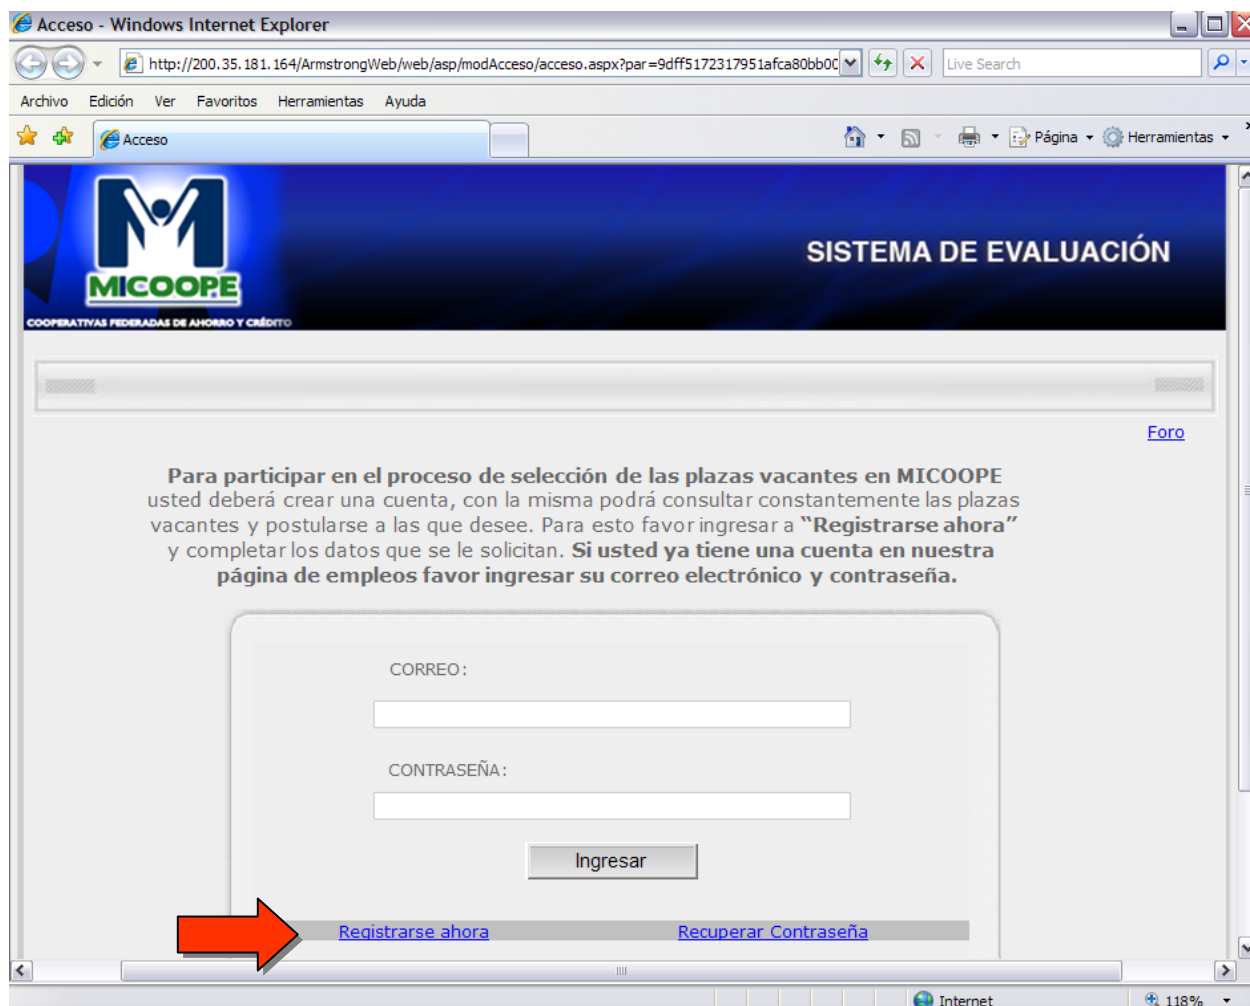 Acceso - Windows Internet Explorer
http://200.35.181.164/ArmstrongWeb/web/asp/modAcceso/acceso.aspx?par=9dff5172317951afca80bb0C
Live Search
Archivo Edición Ver Favoritos Herramientas Ayuda
Acceso
Página Herramientas
MICOOPE
COOPERATIVAS FEDERADAS DE AHORRO Y CRÉDITO
SISTEMA DE EVALUACIÓN
Foro
Para participar en el proceso de selección de las plazas vacantes en MICOOPE
usted deberá crear una cuenta, con la misma podrá consultar constantemente las plazas
vacantes y postularse a las que desee. Para esto favor ingresar a “Registrarse ahora”
y completar los datos que se le solicitan. Si usted ya tiene una cuenta en nuestra
página de empleos favor ingresar su correo electrónico y contraseña.
CORREO:
CONTRASEÑA:
Ingresar
Registrarse ahora Recuperar Contraseña
Internet 118%